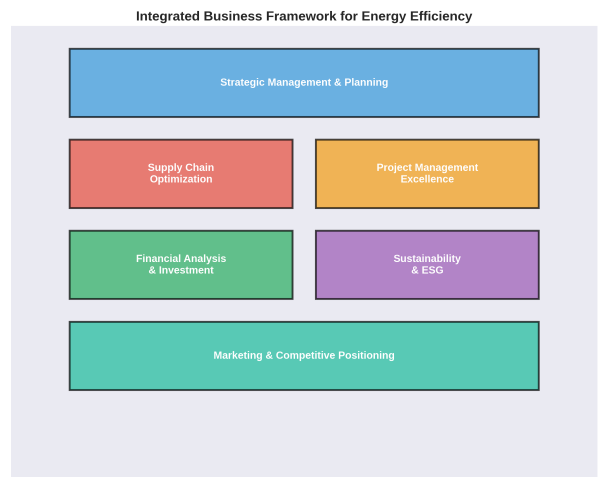 Integrated Business Framework for Energy Efficiency
Strategic Management & Planning
Supply Chain
Optimization
Project Management
Excellence
Financial Analysis
& Investment
Sustainability
& ESG
Marketing & Competitive Positioning